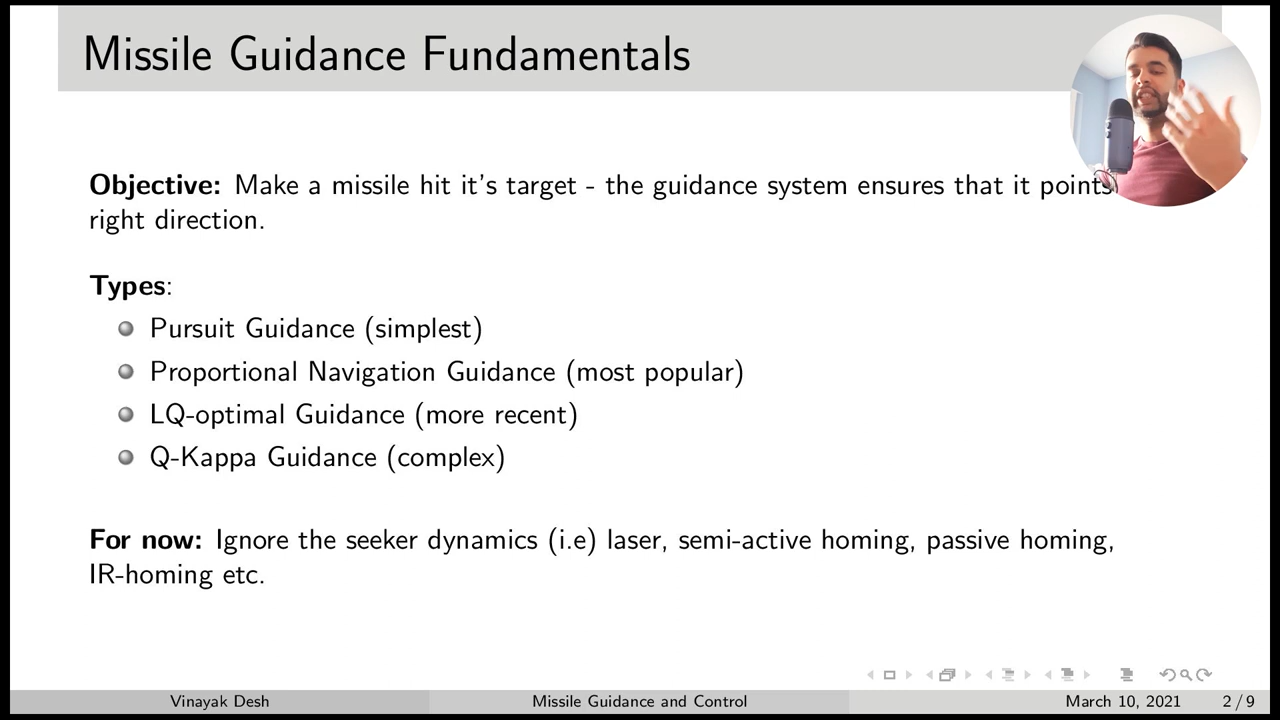 Missile Guidance Fundamentals
Objective: Make a missile hit it's target - the guidance system ensures that it points
right direction.
Types:
Pursuit Guidance (simplest)
Proportional Navigation Guidance (most popular)
LQ-optimal Guidance (more recent)
Q-Kappa Guidance (complex)
For now: Ignore the seeker dynamics (i.e) laser, semi-active homing, passive homing,
IR-homing etc.
Vinayak Desh Missile Guidance and Control March 10, 2021 2 / 9